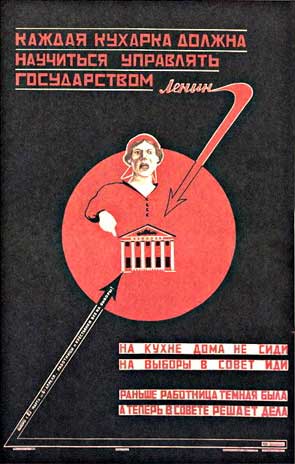 КАЖДАЯ КУХАРКА ДОЛЖНА
НАУЧИТЬСЯ УПРАВЛЯТЬ
ГОСУДАРСТВОМ
Ленин
НА КУХНЕ ДОМА НЕ СИДИ
НА ВЫБОРЫ В СОВЕТ ИДИ
РАНЬШЕ РАБОТНИЦА ТЕМНАЯ БЫЛА
А ТЕПЕРЬ В СОВЕТЕ РЕШАЕТ ДЕЛА